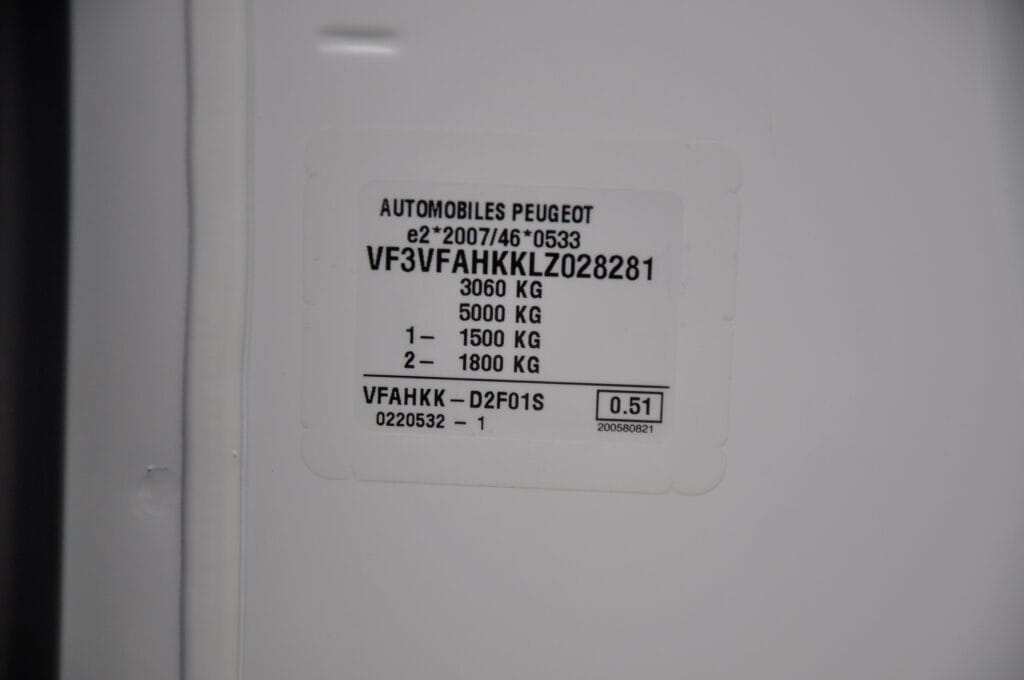 AUTOMOBILES PEUGEOT
e2*2007/46*0533
VF3VFAHKKLZ028281
3060 KG
5000 KG
1- 1500 KG
2- 1800 KG
VFAHKK-D2F01S
0.51
0220532 - 1
200580821